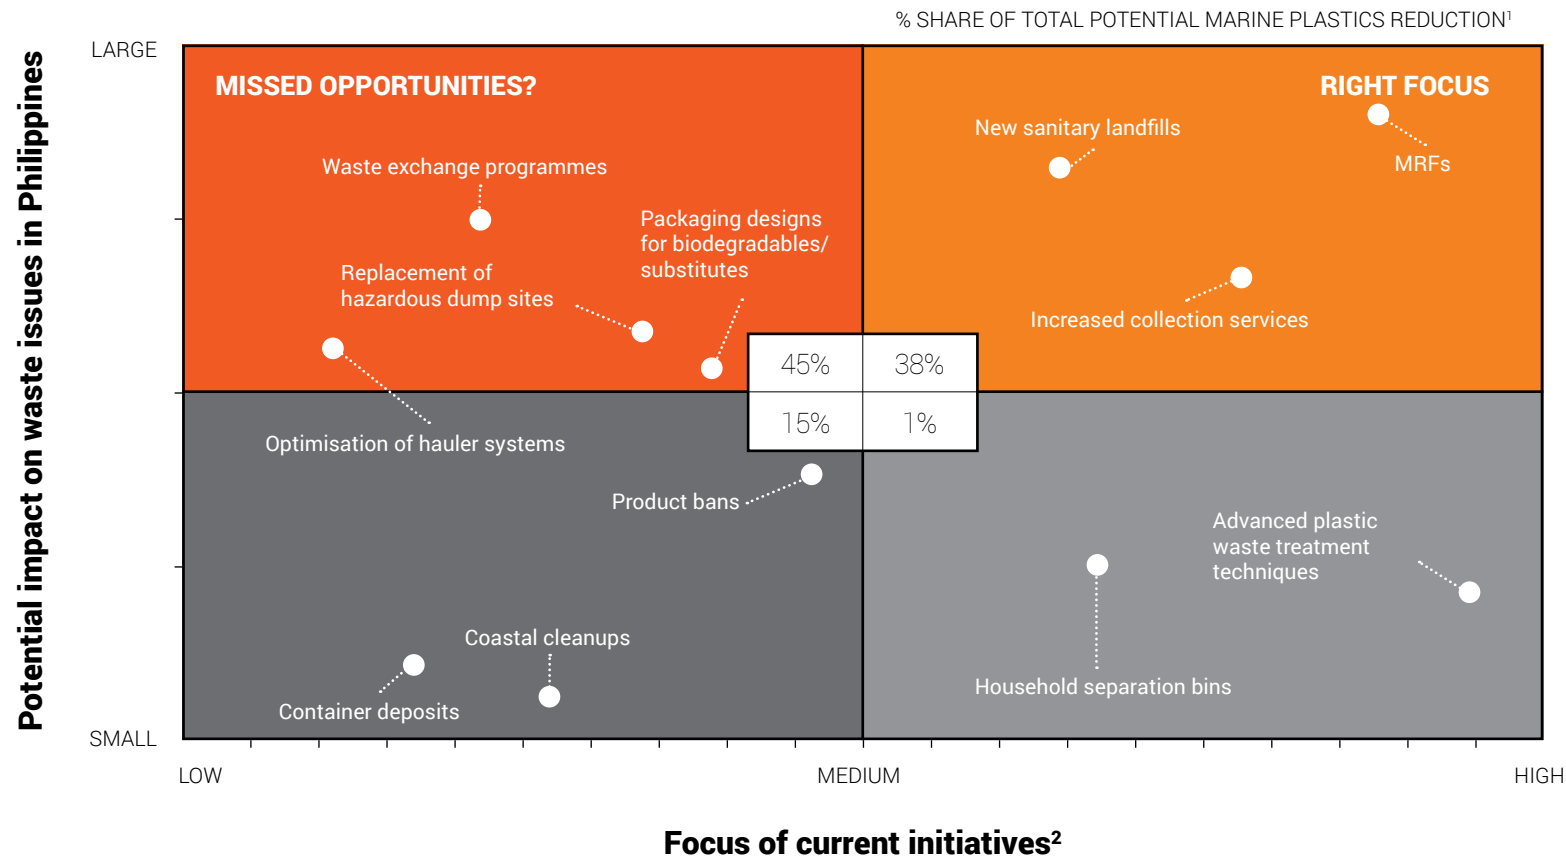 % SHARE OF TOTAL POTENTIAL MARINE PLASTICS REDUCTION¹
Potential impact on waste issues in Philippines
LARGE
MISSED OPPORTUNITIES?
RIGHT FOCUS
New sanitary landfills
MRFs
Waste exchange programmes
Packaging designs
for biodegradables/
substitutes
Replacement of
hazardous dump sites
Increased collection services
45%
38%
15%
1%
Optimisation of hauler systems
Product bans
Advanced plastic
waste treatment
techniques
Coastal cleanups
Household separation bins
Container deposits
SMALL
LOW
MEDIUM
HIGH
Focus of current initiatives²